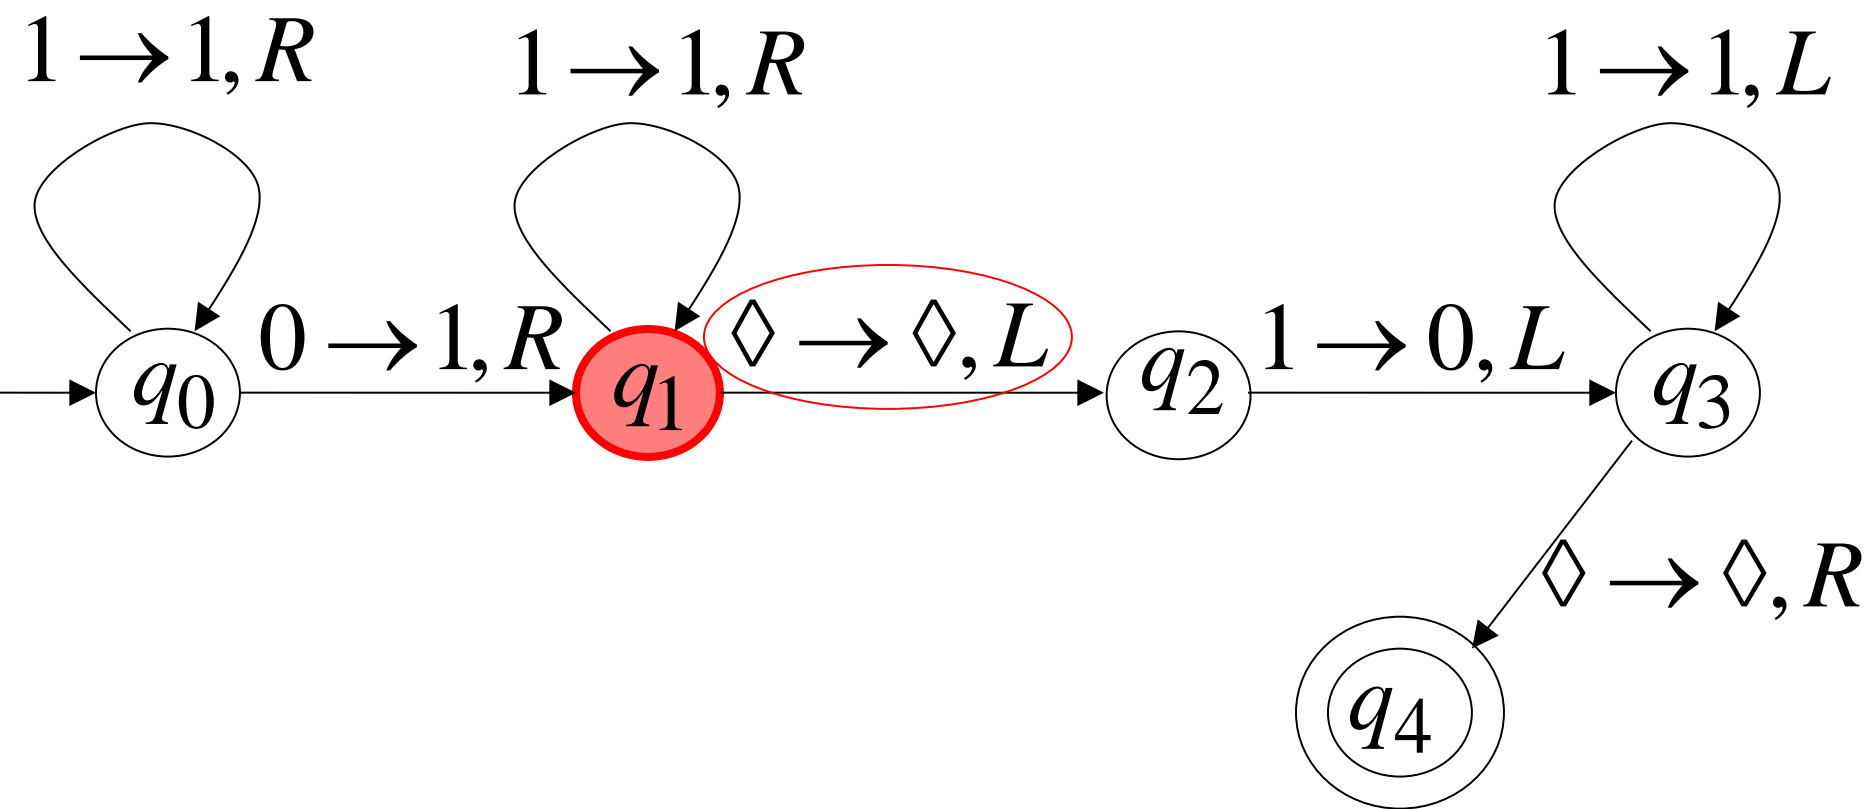 1 → 1, R
1 → 1, R
1 → 1, L
0 → 1, R
◊ → ◊, L
1 → 0, L
q0
q1
q2
q3
◊ → ◊, R
q4